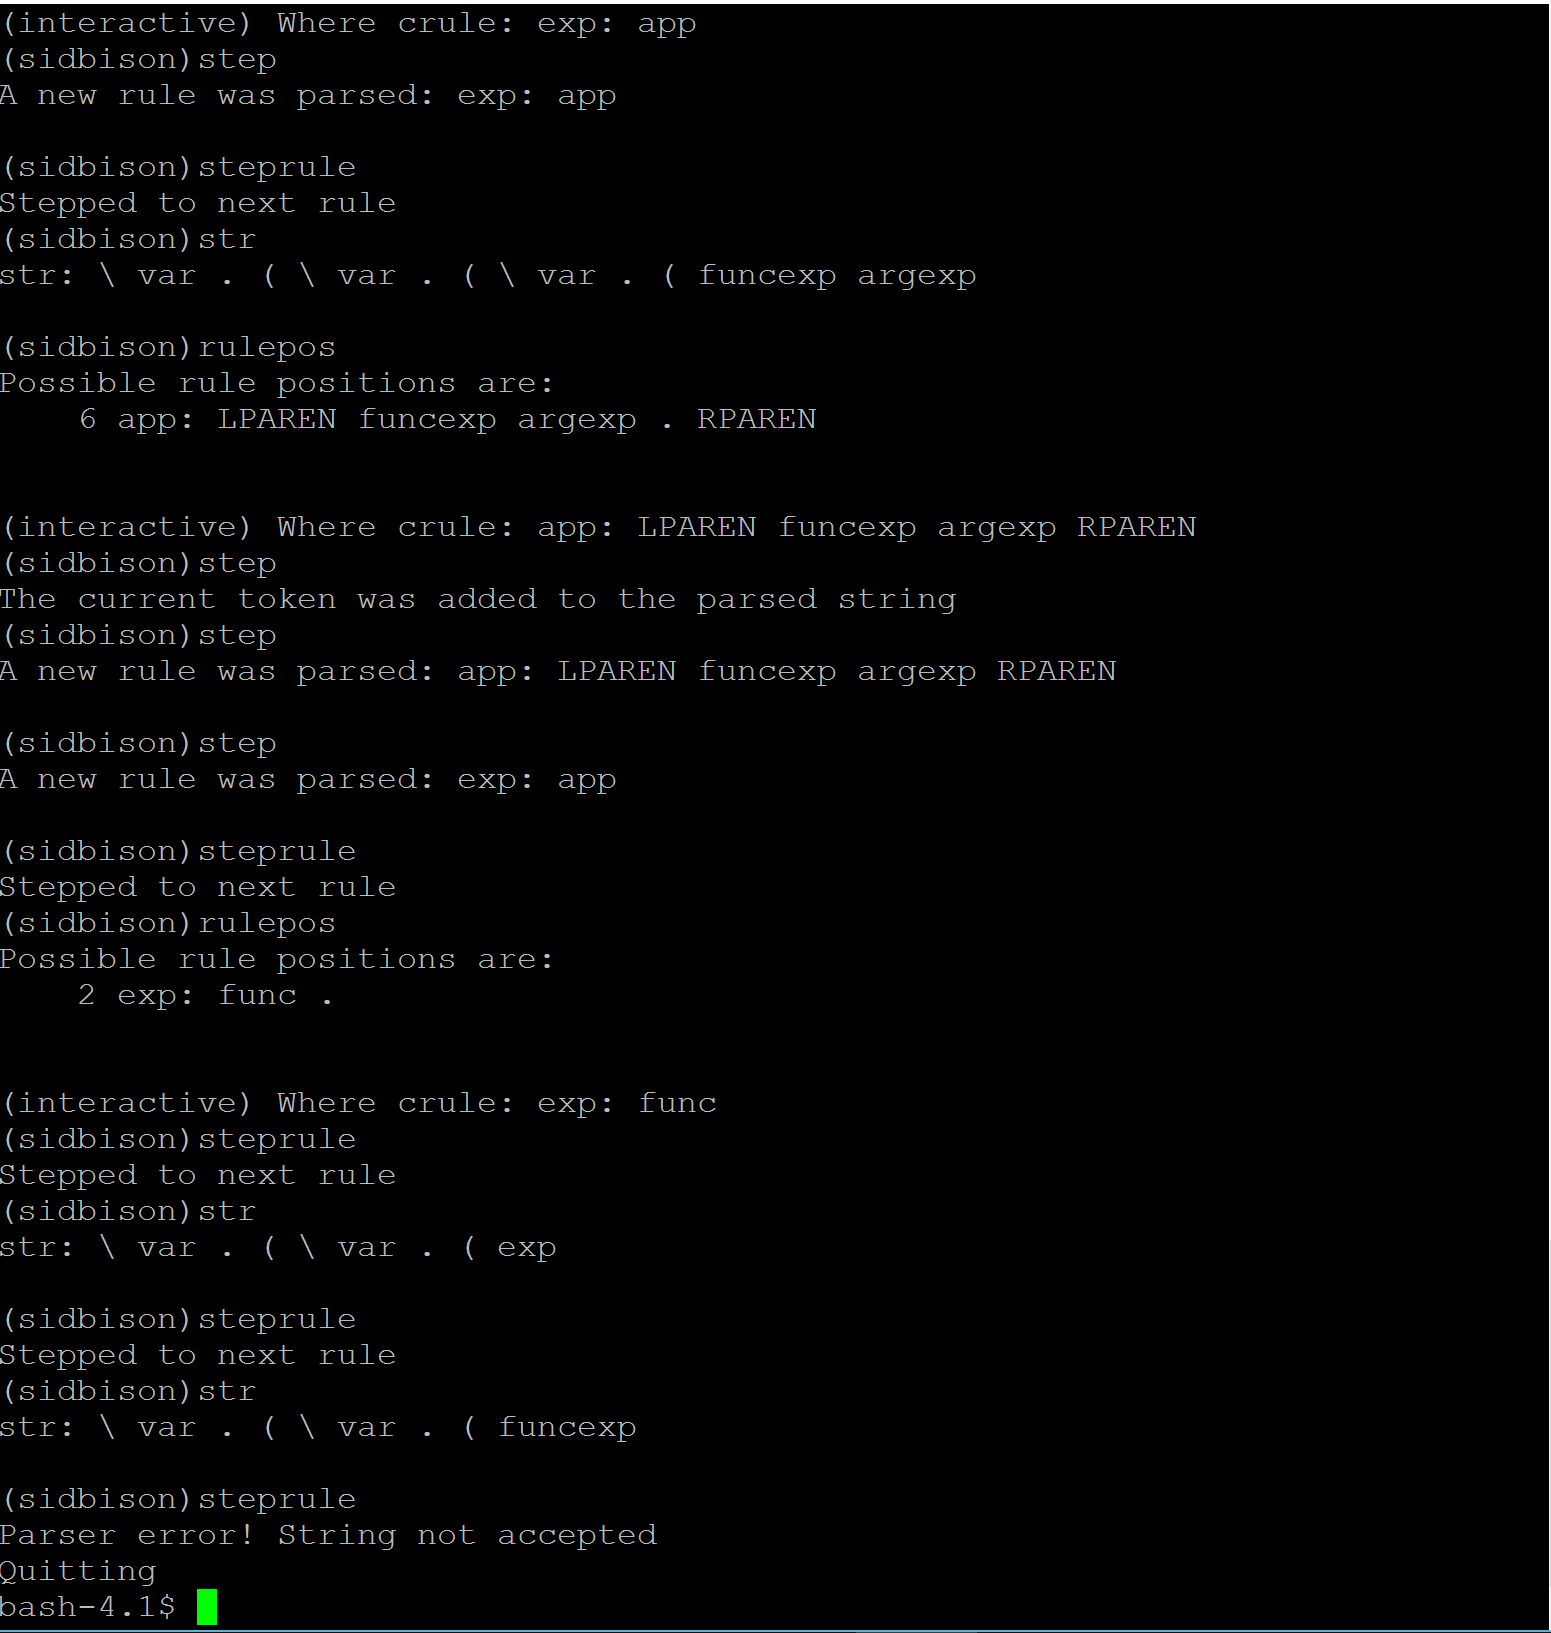 (interactive) Where crule: exp: app
(sidbison)step
A new rule was parsed: exp: app
(sidbison)steprule
Stepped to next rule
(sidbison)str
str: \ var . ( \ var . ( \ var . ( funcexp argexp
(sidbison)rulepos
Possible rule positions are:
    6 app: LPAREN funcexp argexp . RPAREN
(interactive) Where crule: app: LPAREN funcexp argexp RPAREN
(sidbison)step
The current token was added to the parsed string
(sidbison)step
A new rule was parsed: app: LPAREN funcexp argexp RPAREN
(sidbison)step
A new rule was parsed: exp: app
(sidbison)steprule
Stepped to next rule
(sidbison)rulepos
Possible rule positions are:
    2 exp: func .
(interactive) Where crule: exp: func
(sidbison)steprule
Stepped to next rule
(sidbison)str
str: \ var . ( \ var . ( exp
(sidbison)steprule
Stepped to next rule
(sidbison)str
str: \ var . ( \ var . ( funcexp
(sidbison)steprule
Parser error! String not accepted
Quitting
bash-4.1$